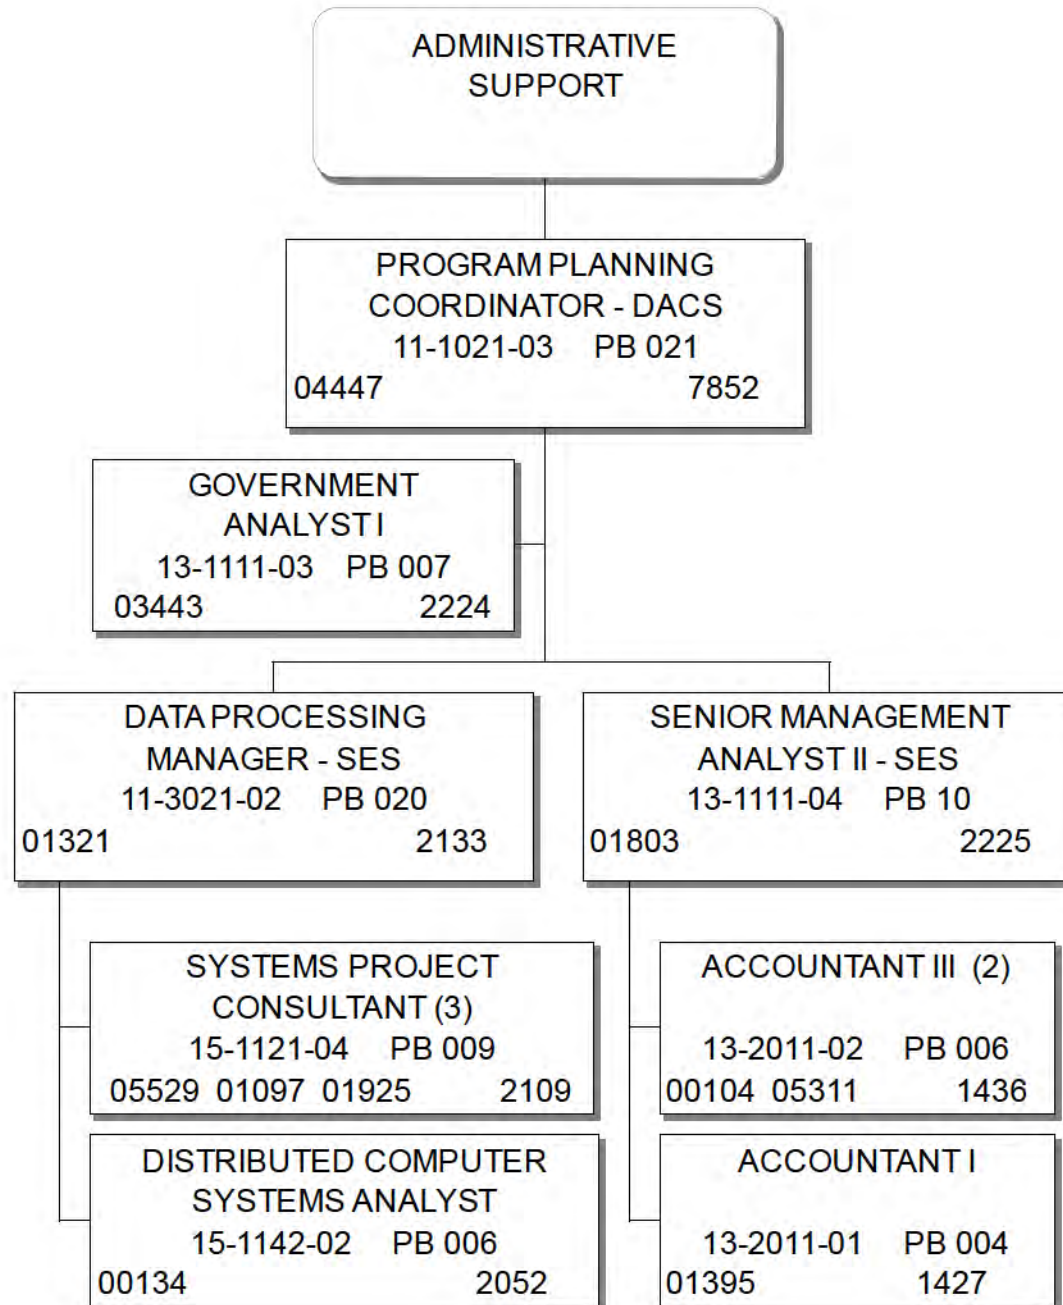 ADMINISTRATIVE
SUPPORT
PROGRAM PLANNING
COORDINATOR - DACS
11-1021-03 PB 021
04447 7852
GOVERNMENT
ANALYST I
13-1111-03 PB 007
03443 2224
DATA PROCESSING
MANAGER - SES
11-3021-02 PB 020
01321 2133
SENIOR MANAGEMENT
ANALYST II - SES
13-1111-04 PB 10
01803 2225
SYSTEMS PROJECT
CONSULTANT (3)
15-1121-04 PB 009
05529 01097 01925 2109
DISTRIBUTED COMPUTER
SYSTEMS ANALYST
15-1142-02 PB 006
00134 2052
ACCOUNTANT III (2)
13-2011-02 PB 006
00104 05311 1436
ACCOUNTANT I
13-2011-01 PB 004
01395 1427